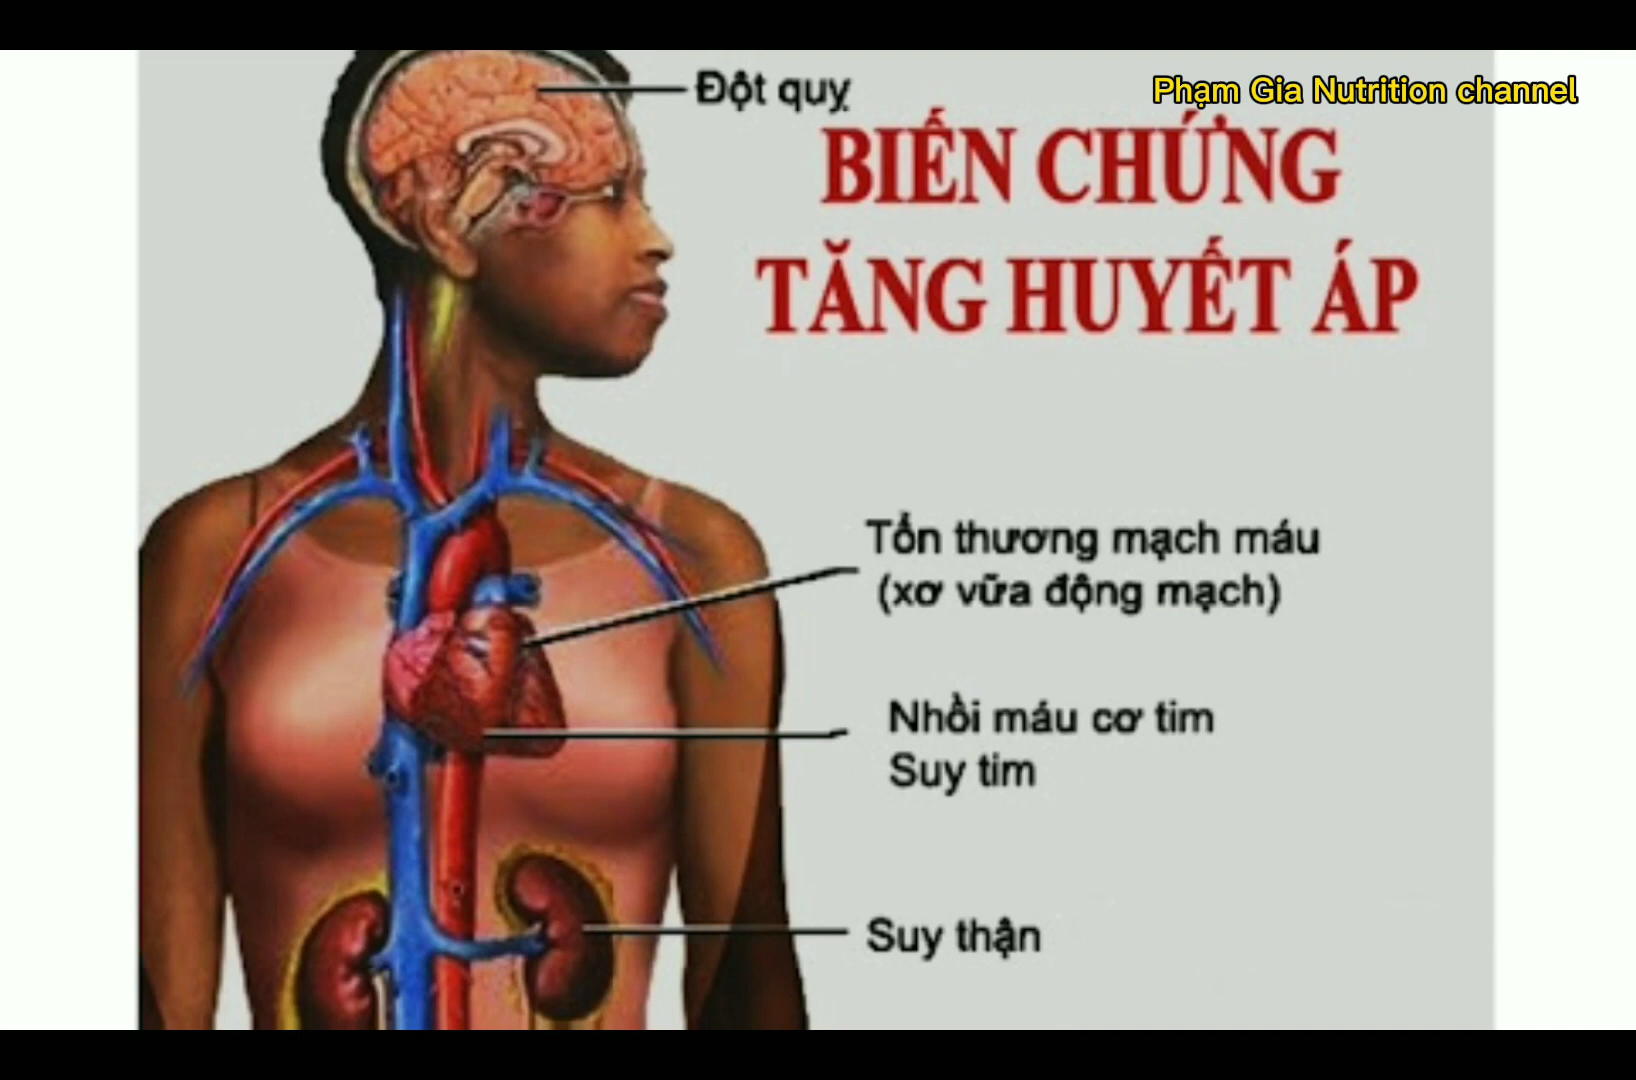 Đột quỵ
Phạm Gia Nutrition channel
BIẾN CHỨNG
TĂNG HUYẾT ÁP
Tổn thương mạch máu
(xơ vữa động mạch)
Nhồi máu cơ tim
Suy tim
Suy thận